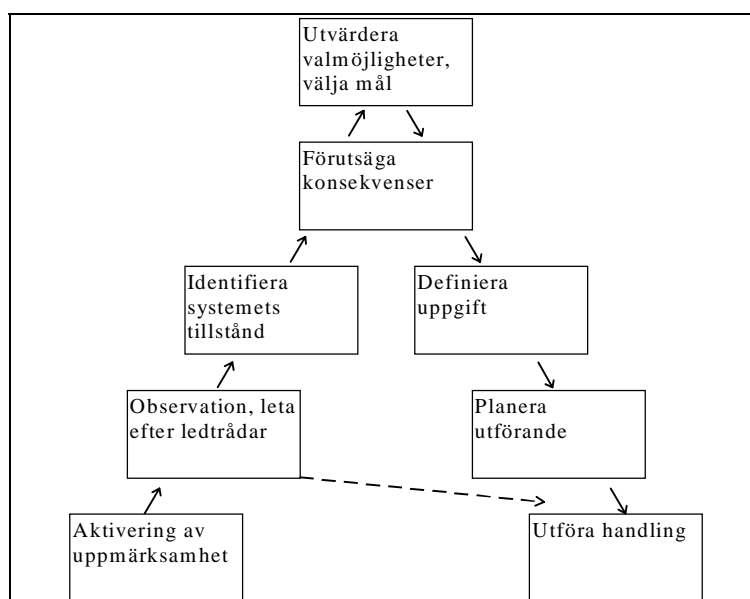 Utvärdera
valmöjligheter,
välja mål
Förutsäga
konsekvenser
Identifiera
systemets
tillstånd
Definiera
uppgift
Observation, leta
efter ledtrådar
Planera
utförande
Aktivering av
uppmärksamhet
Utföra handling